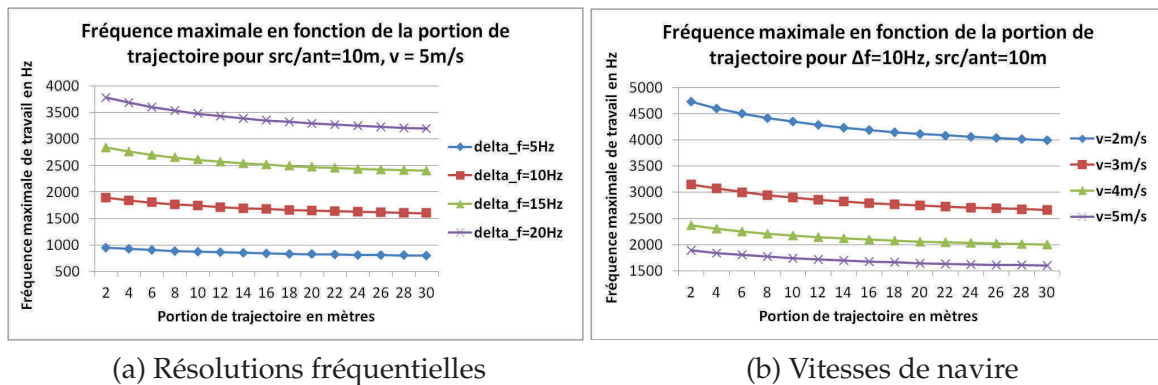 Fréquence maximale en fonction de la portion de
trajectoire pour src/ant=10m, v = 5m/s
Fréquence maximale de travail en Hz
4000
3500
3000
2500
2000
1500
1000
500
2 4 6 8 10 12 14 16 18 20 22 24 26 28 30
Portion de trajectoire en mètres
delta_f=5Hz
delta_f=10Hz
delta_f=15Hz
delta_f=20Hz
(a) Résolutions fréquentielles
Fréquence maximale en fonction de la portion de
trajectoire pour Δf=10Hz, src/ant=10m
Fréquence maximale de travail en Hz
5000
4500
4000
3500
3000
2500
2000
1500
2 4 6 8 10 12 14 16 18 20 22 24 26 28 30
Portion de trajectoire en mètres
v=2m/s
v=3m/s
v=4m/s
v=5m/s
(b) Vitesses de navire